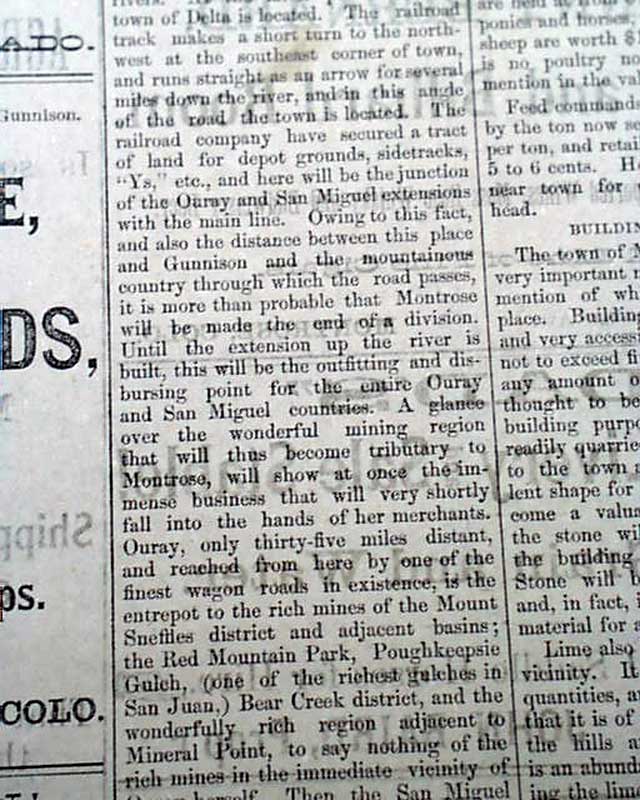 ADO.
Gunnison.
E,
DS,
ps.
COLO.
town of Delta is located. The railroad
track makes a short turn to the north-
west at the southeast corner of town,
and runs straight as an arrow for several
miles down the river, and in this angle
of the road the town is located. The
railroad company have secured a tract
of land for depot grounds, sidetracks,
"Ys," etc., and here will be the junction
of the Ouray and San Miguel extensions
with the main line. Owing to this fact,
and also the distance between this place
and Gunnison and the mountainous
country through which the road passes,
it is more than probable that Montrose
will be made the end of a division.
Until the extension up the river is
built, this will be the outfitting and dis-
bursing point for the entire Ouray
and San Miguel countries. A glance
over the wonderful mining region
that will thus become tributary to
Montrose, will show at once the im-
mense business that will very shortly
fall into the hands of her merchants.
Ouray, only thirty-five miles distant,
and reached from here by one of the
finest wagon roads in existence, is the
entrepot to the rich mines of the Mount
Sneffles district and adjacent basins;
the Red Mountain Park, Poughkeepsie
Gulch, (one of the richest gulches in
San Juan,) Bear Creek district, and the
wonderfully rich region adjacent to
Mineral Point, to say nothing of the
rich mines in the immediate vicinity of
Ouray herself. Then the San Miguel
are held at from
ponies and horses.
sheep are worth $
is no poultry
mention in the
Feed command
by the ton now
per ton, and retai
5 to 6 cents. H
near town for
head.
BUILDIN
The town of M
very important
mention of wh
place. Building
and very access
not to exceed fi
any amount o
thought to be
building purpo
readily quarrie
to the town a
lent shape for
come a valua
the stone wil
the building
Stone will b
and, in fact, i
material for a
Lime also
vicinity. It
quantities, a
that it is of
the hills a
is an abund
ing the lim